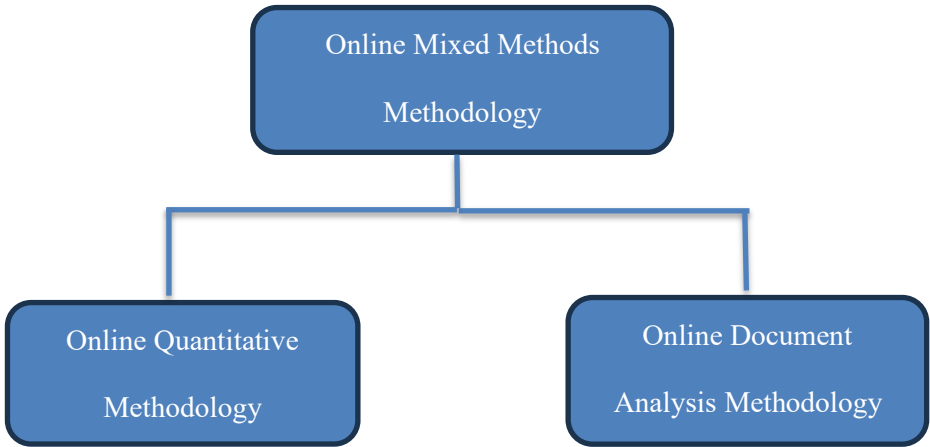 Online Mixed Methods
Methodology
Online Quantitative
Methodology
Online Document
Analysis Methodology